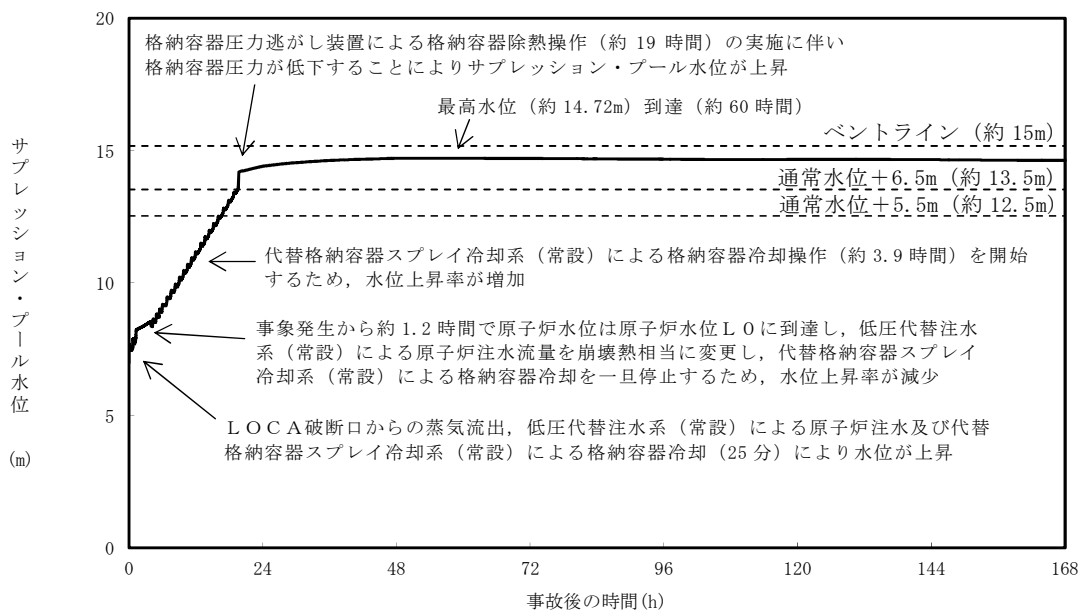 20
格納容器圧力逃がし装置による格納容器除熱操作（約 19 時間）の実施に伴い
格納容器圧力が低下することによりサプレッション・プール水位が上昇
最高水位（約 14.72m）到達（約 60 時間）
ベントライン（約 15m）
15
通常水位＋6.5m（約 13.5m）
通常水位＋5.5m（約 12.5m）
代替格納容器スプレイ冷却系（常設）による格納容器冷却操作（約 3.9 時間）を開始
するため，水位上昇率が増加
10
事象発生から約 1.2 時間で原子炉水位は原子炉水位Ｌ０に到達し，低圧代替注水
系（常設）による原子炉注水流量を崩壊熱相当に変更し，代替格納容器スプレイ
冷却系（常設）による格納容器冷却を一旦停止するため，水位上昇率が減少
5
ＬＯＣＡ破断口からの蒸気流出，低圧代替注水系（常設）による原子炉注水及び代替
格納容器スプレイ冷却系（常設）による格納容器冷却（25 分）により水位が上昇
0
サプレッション・プール水位
(m)
0 24 48 72 96 120 144 168
事故後の時間(h)